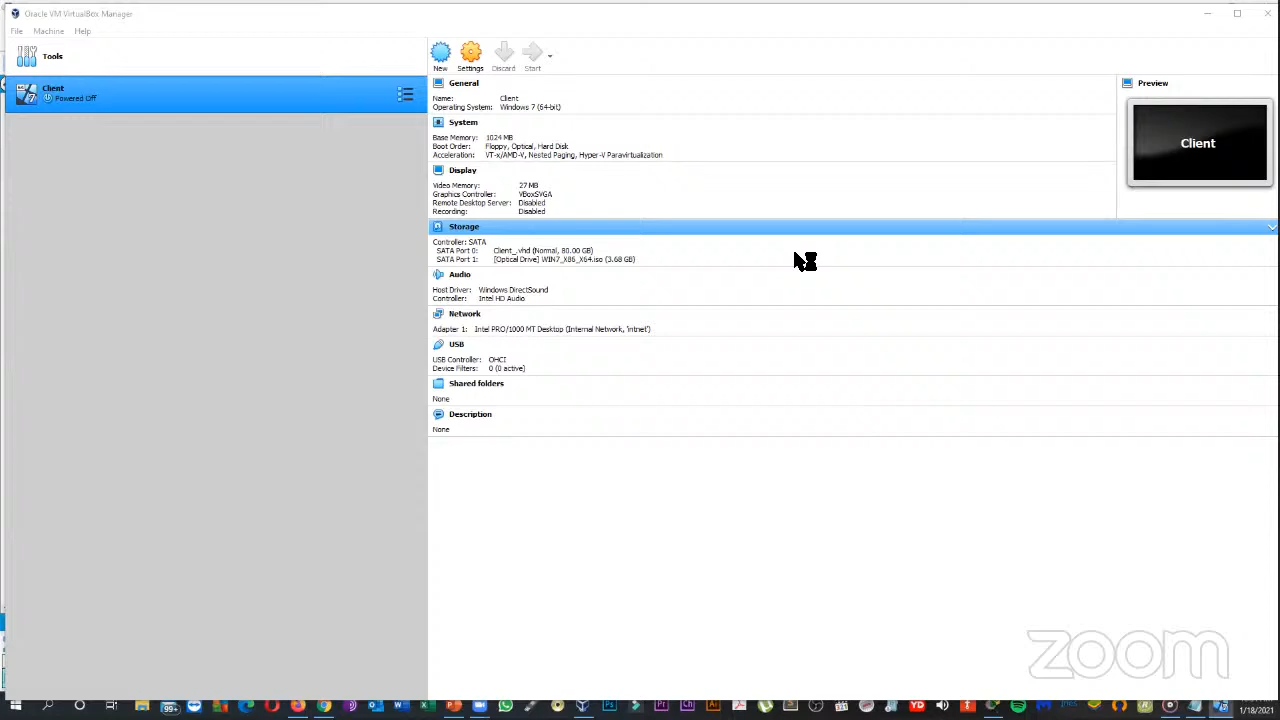 Oracle VM VirtualBox Manager
File Machine Help
Tools
New Settings Discard Start
Client
Powered Off
General
Name: Client
Operating System: Windows 7 (64-bit)
System
Base Memory: 1024 MB
Boot Order: Floppy, Optical, Hard Disk
Acceleration: VT-x/AMD-V, Nested Paging, Hyper-V Paravirtualization
Display
Video Memory: 27 MB
Graphics Controller: VBoxSVGA
Remote Desktop Server: Disabled
Recording: Disabled
Preview
Client
Storage
Controller: SATA
SATA Port 0: Client_.vhd (Normal, 80.00 GB)
SATA Port 1: [Optical Drive] WIN7_X86_X64.iso (3.68 GB)
Audio
Host Driver: Windows DirectSound
Controller: Intel HD Audio
Network
Adapter 1: Intel PRO/1000 MT Desktop (Internal Network, 'intnet')
USB
USB Controller: OHCI
Device Filters: 0 (0 active)
Shared folders
None
Description
None
zoom
99+
Ps Pr Ch Ai YD
1/18/2021